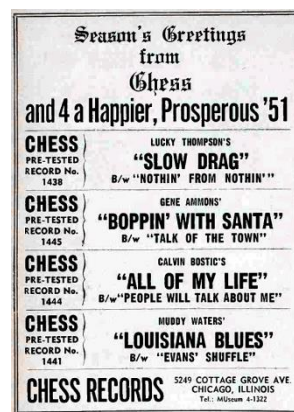 Season's Greetings
from
Chess
and 4 a Happier, Prosperous '51
CHESS
PRE-TESTED
RECORD No.
1438
LUCKY THOMPSON'S
"SLOW DRAG"
B/w "NOTHIN' FROM NOTHIN'"
CHESS
PRE-TESTED
RECORD No.
1445
GENE AMMONS'
"BOPPIN' WITH SANTA"
B/w "TALK OF THE TOWN"
CHESS
PRE-TESTED
RECORD No.
1444
CALVIN BOSTIC'S
"ALL OF MY LIFE"
B/w "PEOPLE WILL TALK ABOUT ME"
CHESS
PRE-TESTED
RECORD No.
1441
MUDDY WATERS'
"LOUISIANA BLUES"
B/w "EVANS' SHUFFLE"
CHESS RECORDS
5249 COTTAGE GROVE AVE.
CHICAGO, ILLINOIS
Tel.: MUseum 4-1322